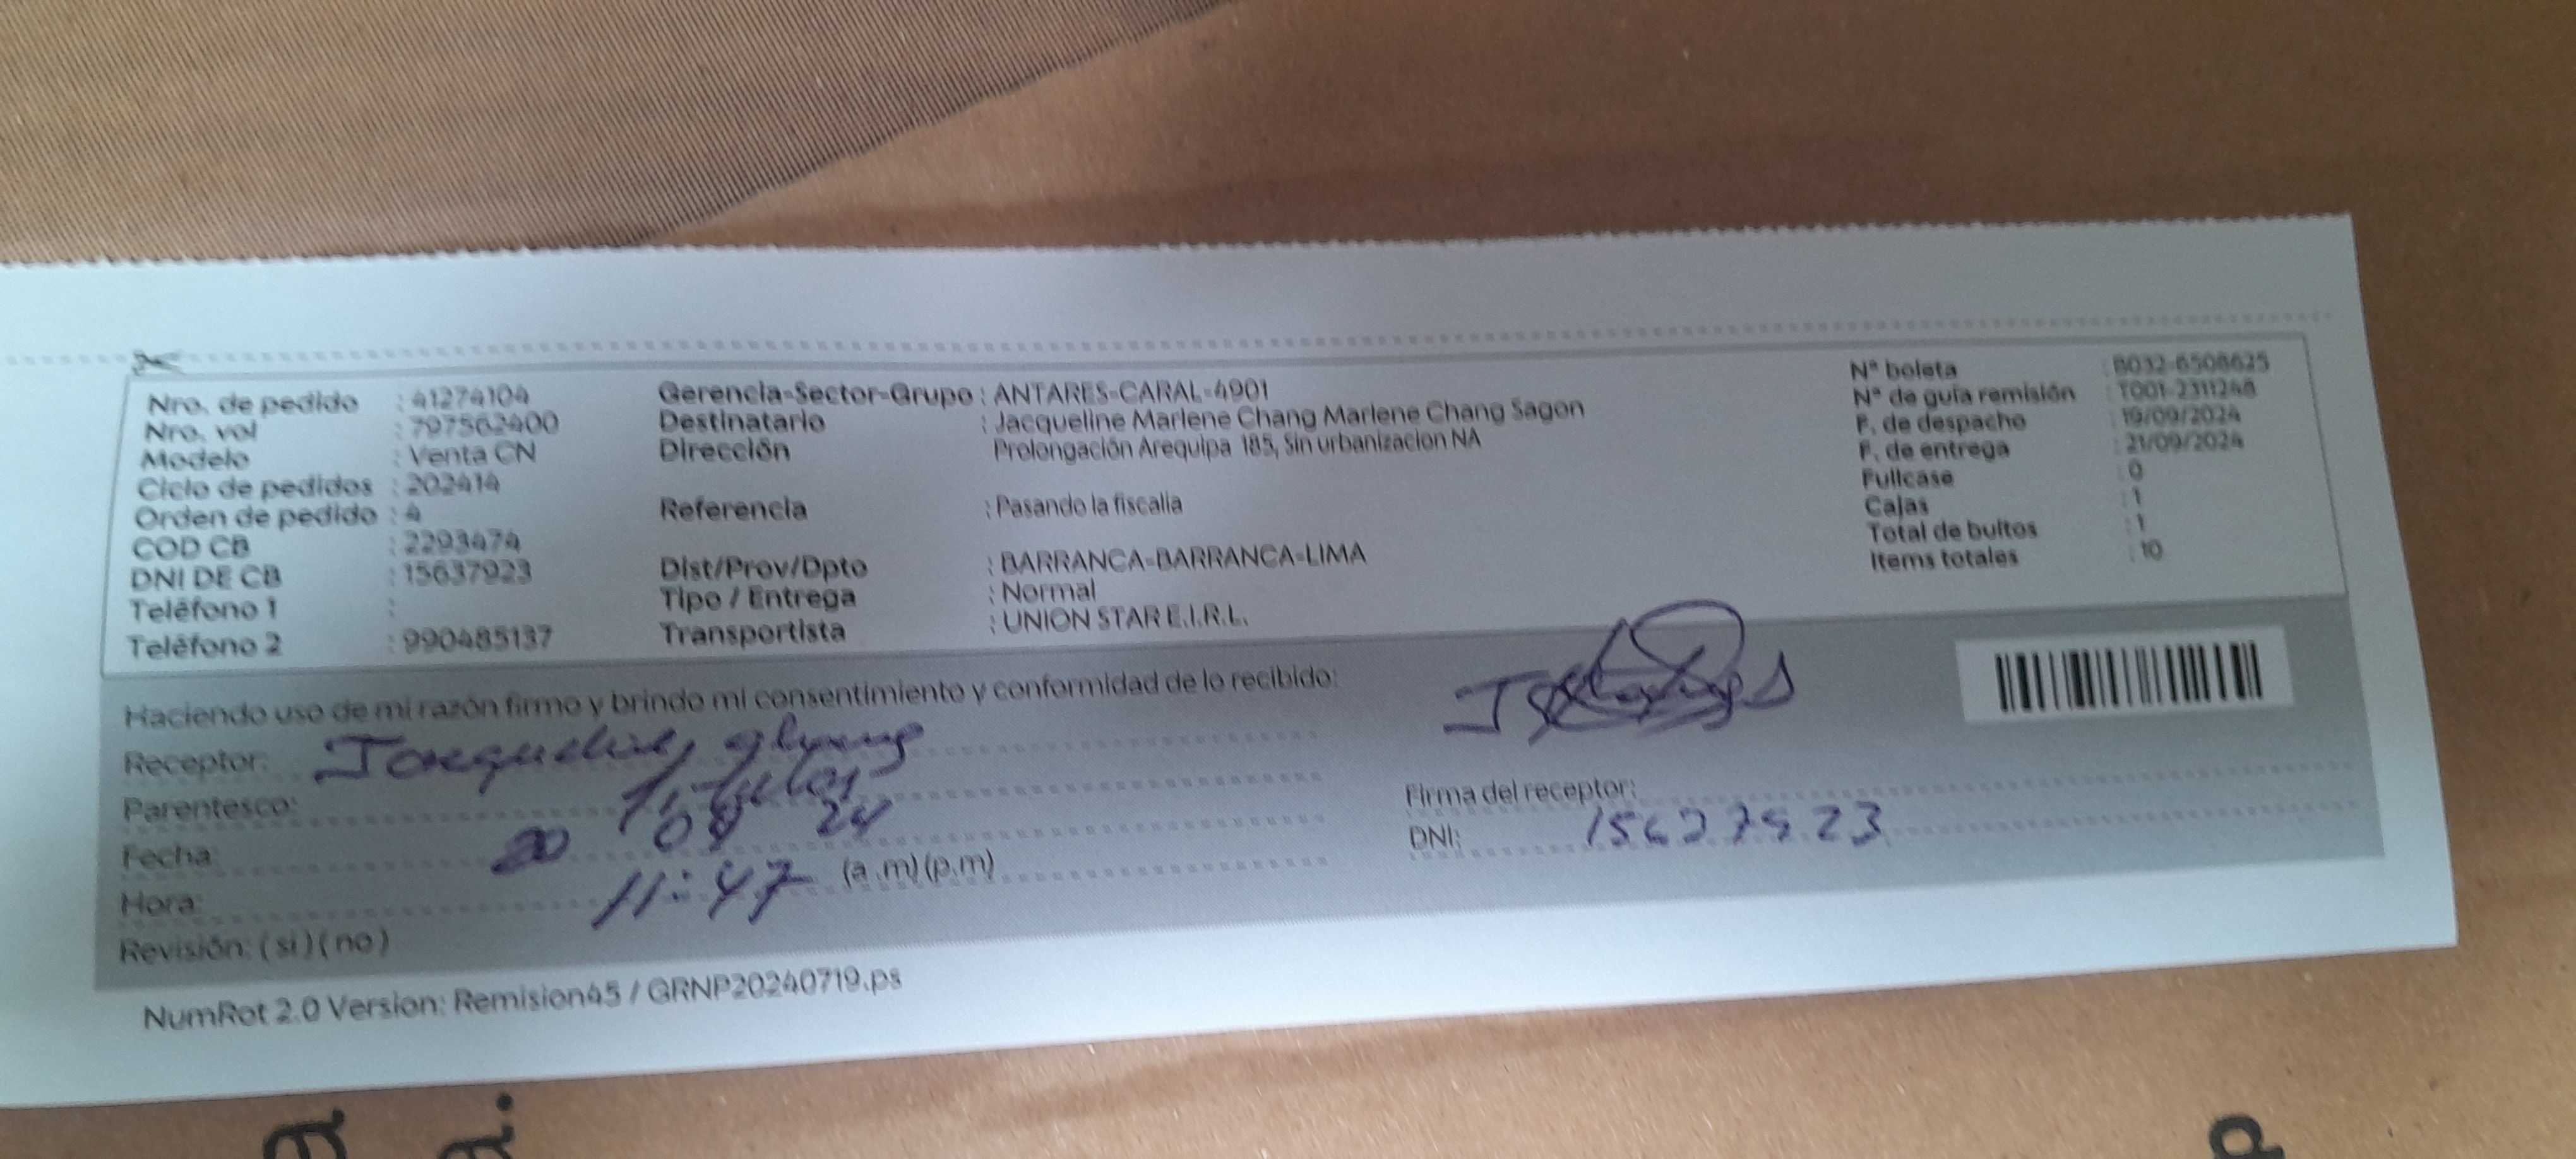 Nro. de pedido : 41274104
Nro. vol : 797562400
Modelo : Venta CN
Ciclo de pedidos : 202414
Orden de pedido : 4
COD CB : 2293474
DNI DE CB : 15637923
Teléfono 1 :
Teléfono 2 : 990485137
Gerencia-Sector-Grupo : ANTARES-CARAL-4901
Destinatario : Jacqueline Marlene Chang Marlene Chang Sagon
Dirección Prolongación Arequipa 185, Sin urbanizacion NA
Referencia : Pasando la fiscalia
Dist/Prov/Dpto : BARRANCA-BARRANCA-LIMA
Tipo / Entrega : Normal
Transportista : UNION STAR E.I.R.L.
N° boleta : B032-6508625
N° de guía remisión : T001-2311248
F. de despacho : 19/09/2024
F. de entrega : 21/09/2024
Fullcase : 0
Cajas : 1
Total de bultos : 1
Items totales : 10
Haciendo uso de mi razón firmo y brindo mi consentimiento y conformidad de lo recibido:
Receptor:
Parentesco: Titular
Fecha: 20 09 24
Hora: 11:47 (a.m) (p.m)
Revisión: ( si ) ( no )
Firma del receptor:
DNI:
NumRot 2.0 Version: Remision45 / GRNP20240719.ps